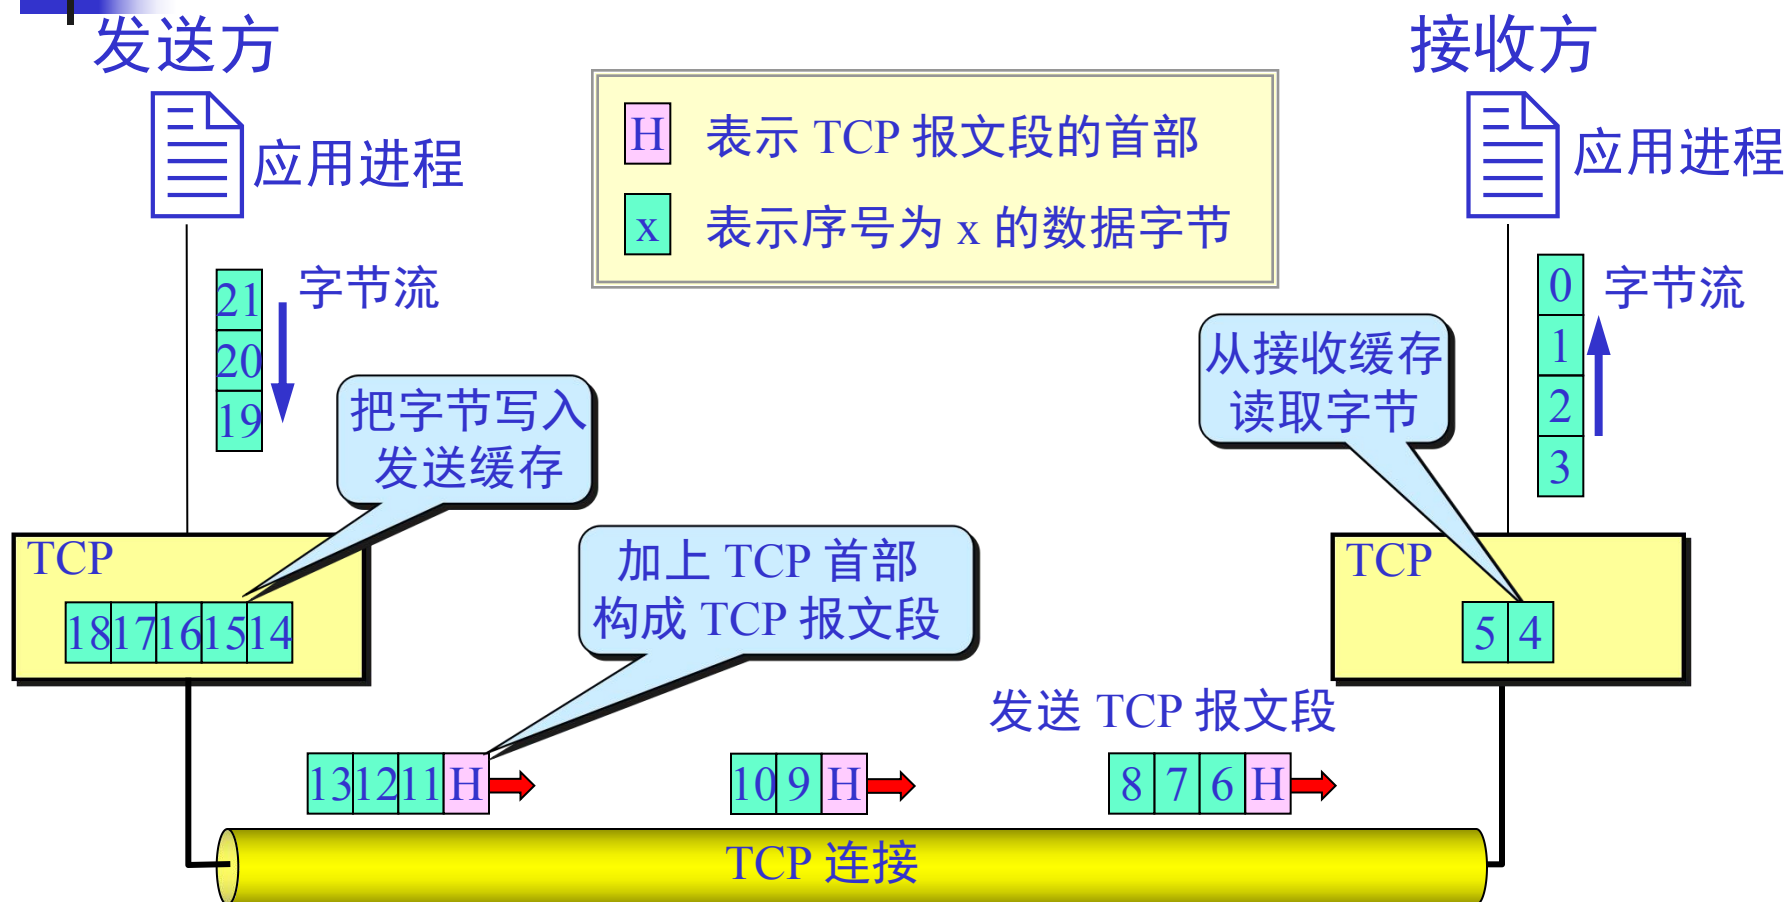 发送方
接收方
H 表示 TCP 报文段的首部
x 表示序号为 x 的数据字节
应用进程
应用进程
字节流
21
20
19
字节流
0
1
2
3
把字节写入
发送缓存
从接收缓存
读取字节
TCP
18 17 16 15 14
加上 TCP 首部
构成 TCP 报文段
TCP
5 4
发送 TCP 报文段
13 12 11 H
10 9 H
8 7 6 H
TCP 连接